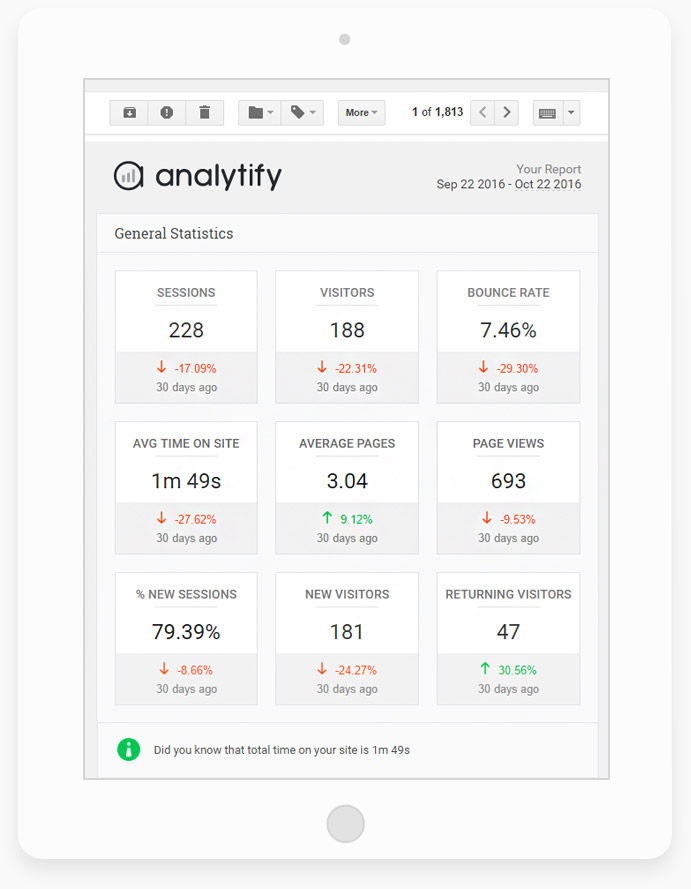 More
1 of 1,813
analytify
Your Report
Sep 22 2016 - Oct 22 2016
General Statistics
SESSIONS
228
-17.09%
30 days ago
VISITORS
188
-22.31%
30 days ago
BOUNCE RATE
7.46%
-29.30%
30 days ago
AVG TIME ON SITE
1m 49s
-27.62%
30 days ago
AVERAGE PAGES
3.04
9.12%
30 days ago
PAGE VIEWS
693
-9.53%
30 days ago
% NEW SESSIONS
79.39%
-8.66%
30 days ago
NEW VISITORS
181
-24.27%
30 days ago
RETURNING VISITORS
47
30.56%
30 days ago
Did you know that total time on your site is 1m 49s